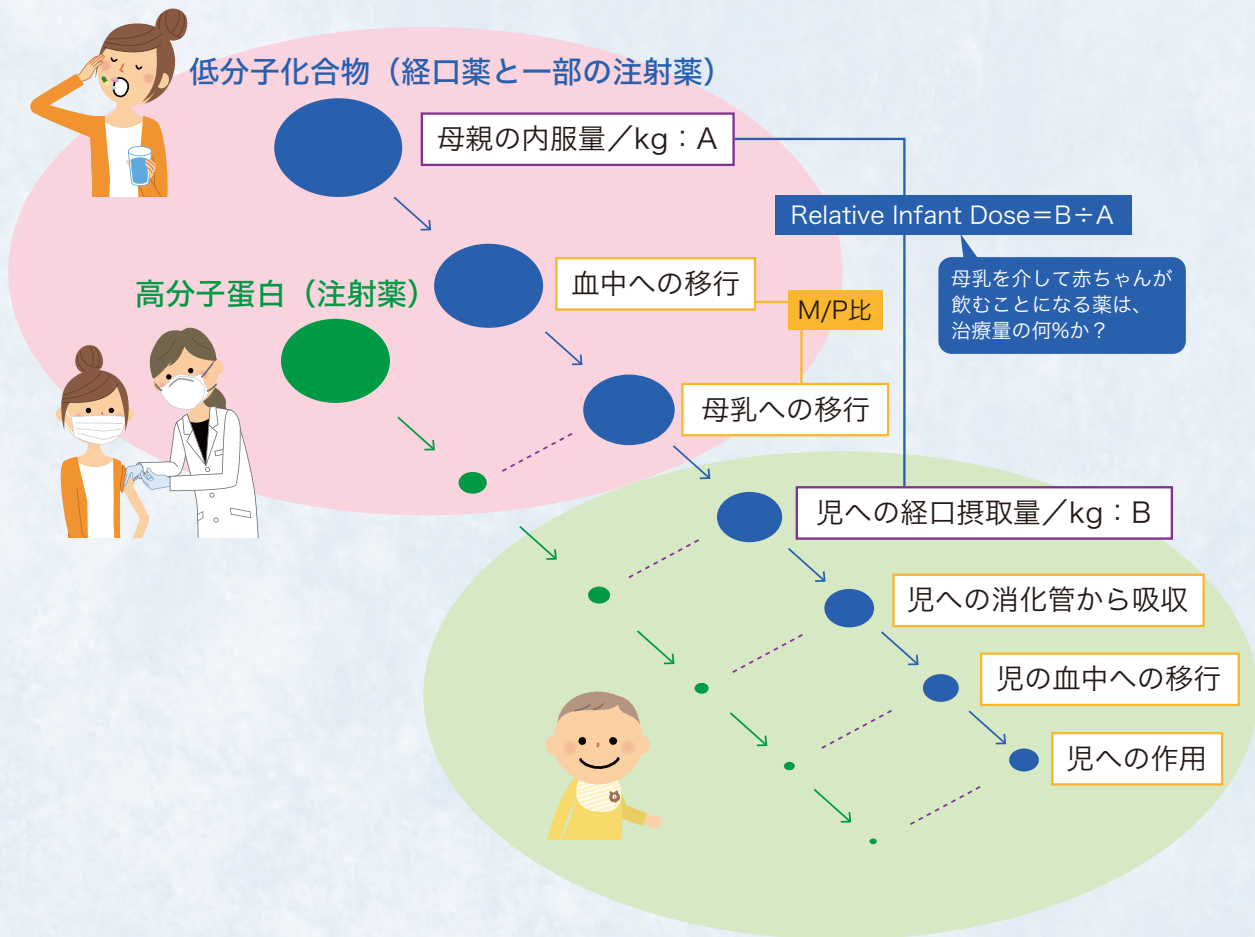 低分子化合物（経口薬と一部の注射薬）
母親の内服量／kg：A
Relative Infant Dose＝B÷A
母乳を介して赤ちゃんが
飲むことになる薬は、
治療量の何%か？
血中への移行
高分子蛋白（注射薬）
M/P比
母乳への移行
児への経口摂取量／kg：B
児への消化管から吸収
児の血中への移行
児への作用